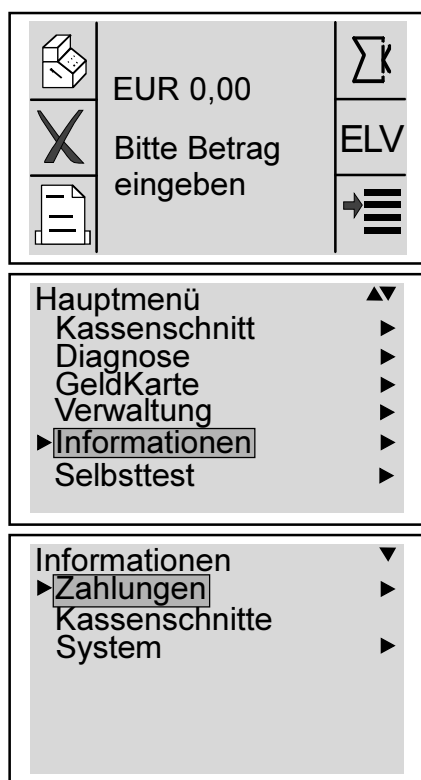 EUR 0,00
Bitte Betrag
eingeben
ELV
Hauptmenü
Kassenschnitt
Diagnose
GeldKarte
Verwaltung
Informationen
Selbsttest
Informationen
Zahlungen
Kassenschnitte
System